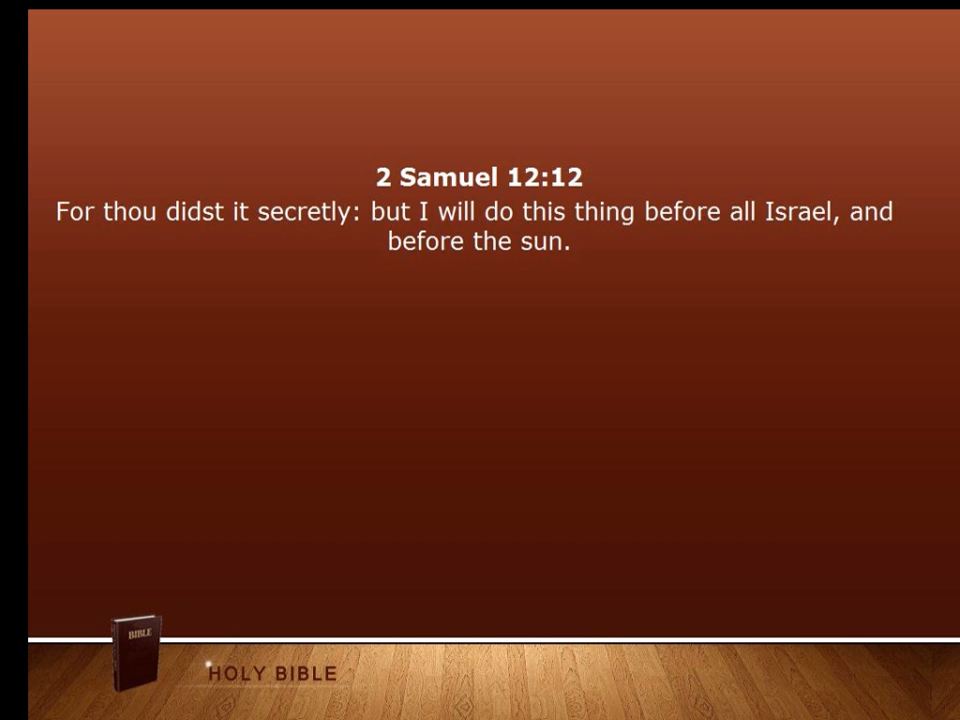 2 Samuel 12:12
For thou didst it secretly: but I will do this thing before all Israel, and
before the sun.
BIBLE
HOLY BIBLE